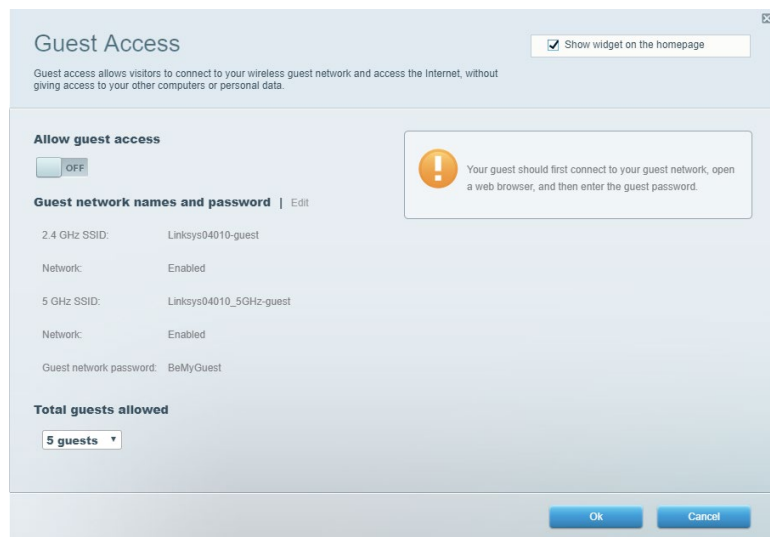 Guest Access
Show widget on the homepage
Guest access allows visitors to connect to your wireless guest network and access the Internet, without
giving access to your other computers or personal data.
Allow guest access
OFF
Your guest should first connect to your guest network, open
a web browser, and then enter the guest password.
Guest network names and password | Edit
2.4 GHz SSID: Linksys04010-guest
Network: Enabled
5 GHz SSID: Linksys04010_5GHz-guest
Network: Enabled
Guest network password: BeMyGuest
Total guests allowed
5 guests
Ok Cancel